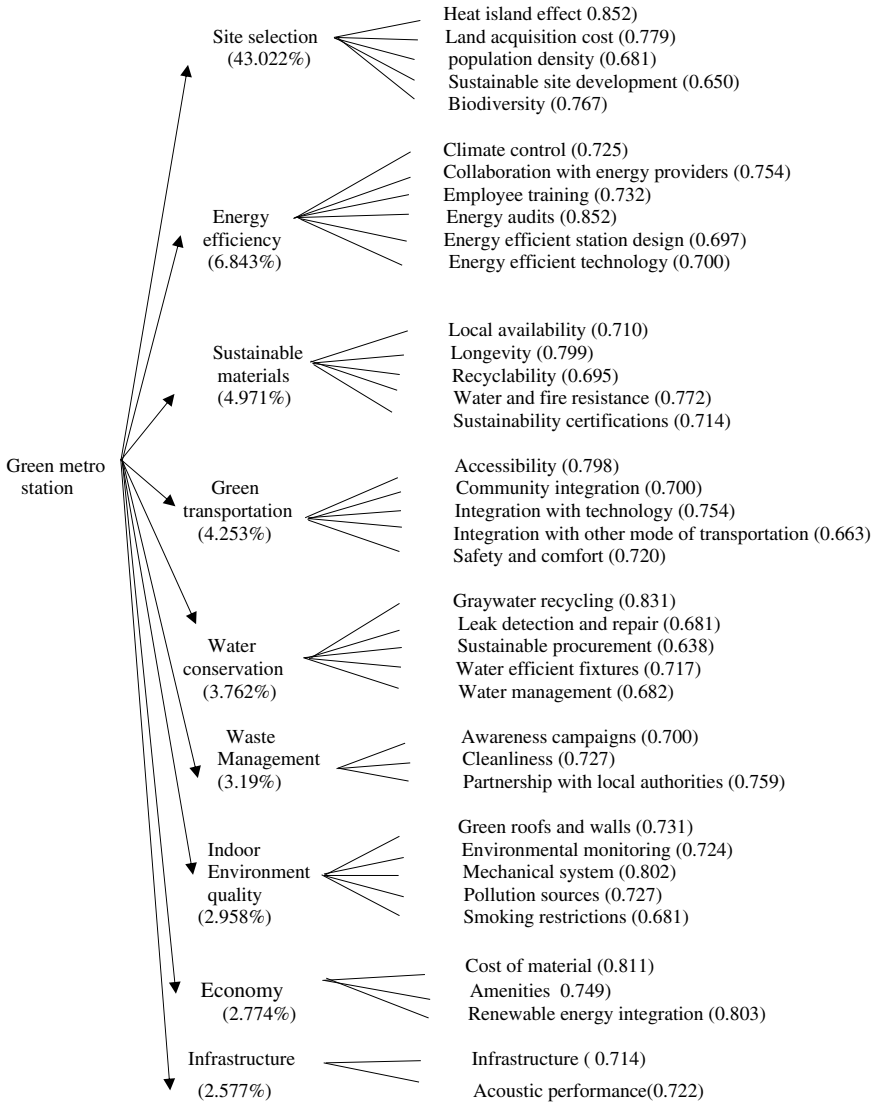 Green metro
station
Site selection
(43.022%)
Heat island effect 0.852
Land acquisition cost (0.779)
population density (0.681)
Sustainable site development (0.650)
Biodiversity (0.767)
Energy
efficiency
(6.843%)
Climate control (0.725)
Collaboration with energy providers (0.754)
Employee training (0.732)
Energy audits (0.852)
Energy efficient station design (0.697)
Energy efficient technology (0.700)
Sustainable
materials
(4.971%)
Local availability (0.710)
Longevity (0.799)
Recyclability (0.695)
Water and fire resistance (0.772)
Sustainability certifications (0.714)
Green
transportation
(4.253%)
Accessibility (0.798)
Community integration (0.700)
Integration with technology (0.754)
Integration with other mode of transportation (0.663)
Safety and comfort (0.720)
Water
conservation
(3.762%)
Graywater recycling (0.831)
Leak detection and repair (0.681)
Sustainable procurement (0.638)
Water efficient fixtures (0.717)
Water management (0.682)
Waste
Management
(3.19%)
Awareness campaigns (0.700)
Cleanliness (0.727)
Partnership with local authorities (0.759)
Indoor
Environment
quality
(2.958%)
Green roofs and walls (0.731)
Environmental monitoring (0.724)
Mechanical system (0.802)
Pollution sources (0.727)
Smoking restrictions (0.681)
Economy
(2.774%)
Cost of material (0.811)
Amenities 0.749)
Renewable energy integration (0.803)
Infrastructure
(2.577%)
Infrastructure ( 0.714)
Acoustic performance(0.722)